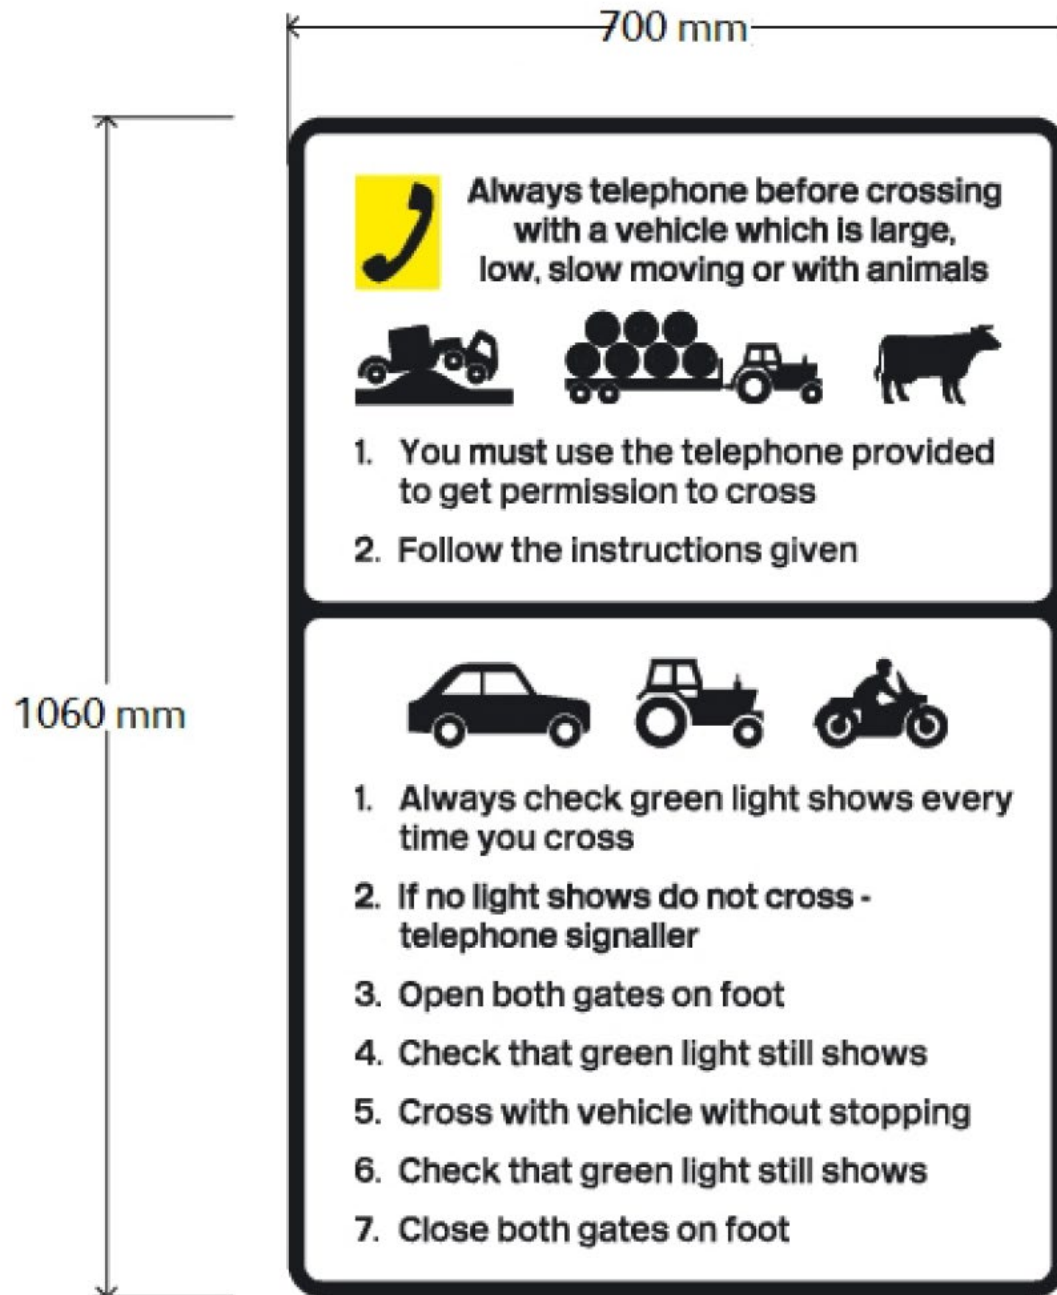 700 mm
Always telephone before crossing
with a vehicle which is large,
low, slow moving or with animals
1. You must use the telephone provided
to get permission to cross
2. Follow the instructions given
1060 mm
1. Always check green light shows every
time you cross
2. If no light shows do not cross -
telephone signaller
3. Open both gates on foot
4. Check that green light still shows
5. Cross with vehicle without stopping
6. Check that green light still shows
7. Close both gates on foot